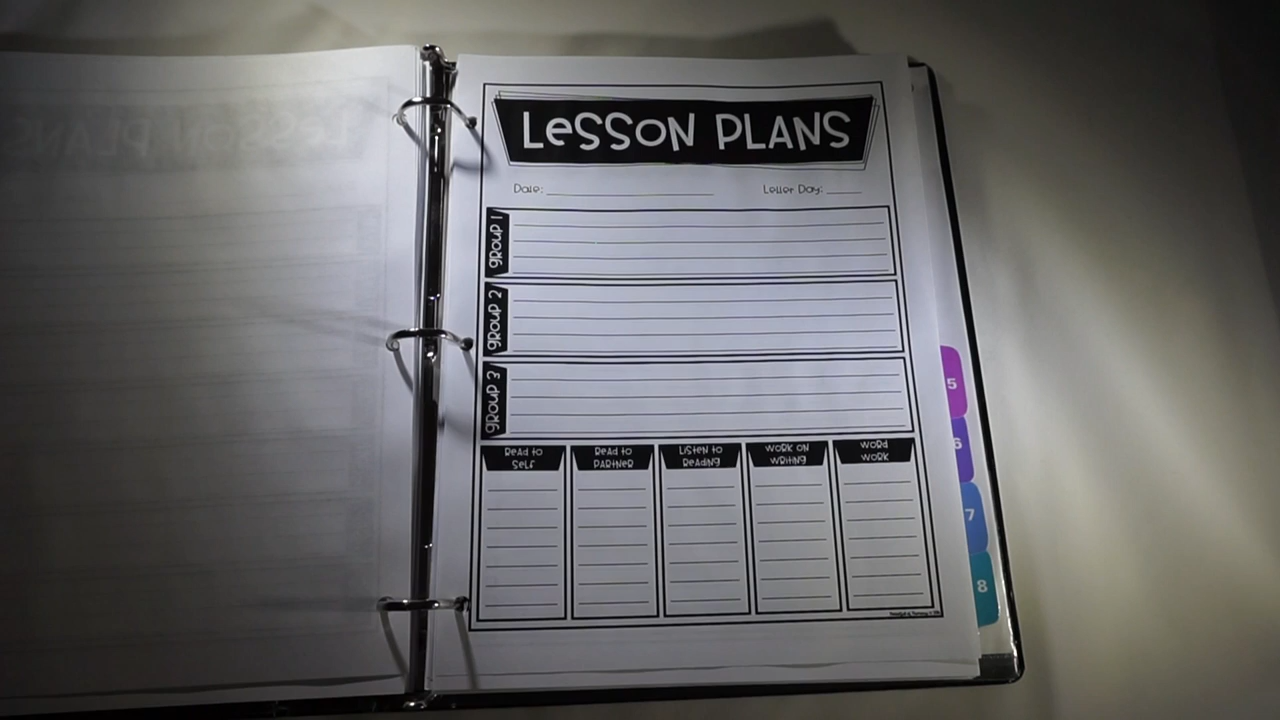 LeSSON PLANS
Date: Letter Day:
group 1
group 2
group 3
Read to Self
Read to Partner
Listen to Reading
Work on Writing
Word Work
5
6
7
8